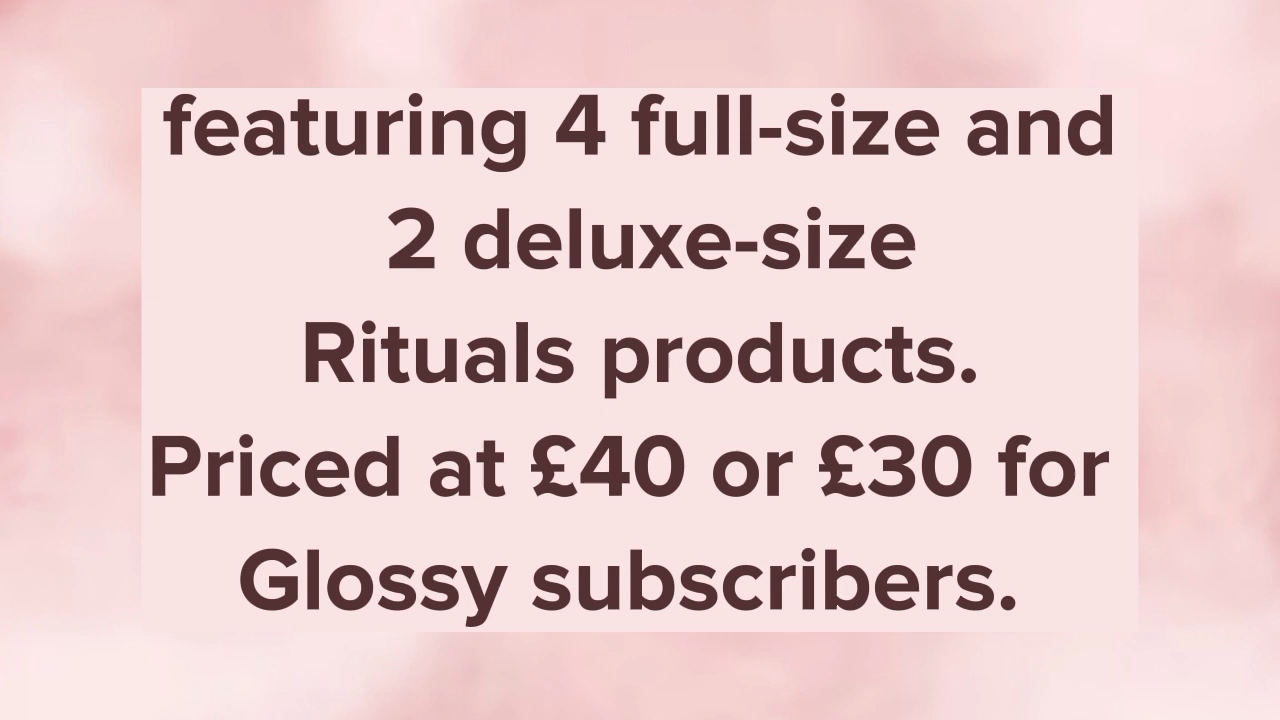 featuring 4 full-size and
2 deluxe-size
Rituals products.
Priced at £40 or £30 for
Glossy subscribers.